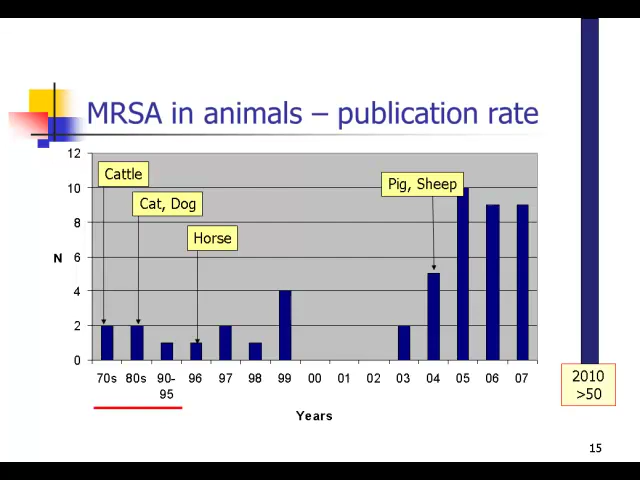 MRSA in animals – publication rate
12
Cattle
Pig, Sheep
10
Cat, Dog
8
Horse
N
6
4
2
0
70s 80s 90-95 96 97 98 99 00 01 02 03 04 05 06 07
Years
2010
>50
15